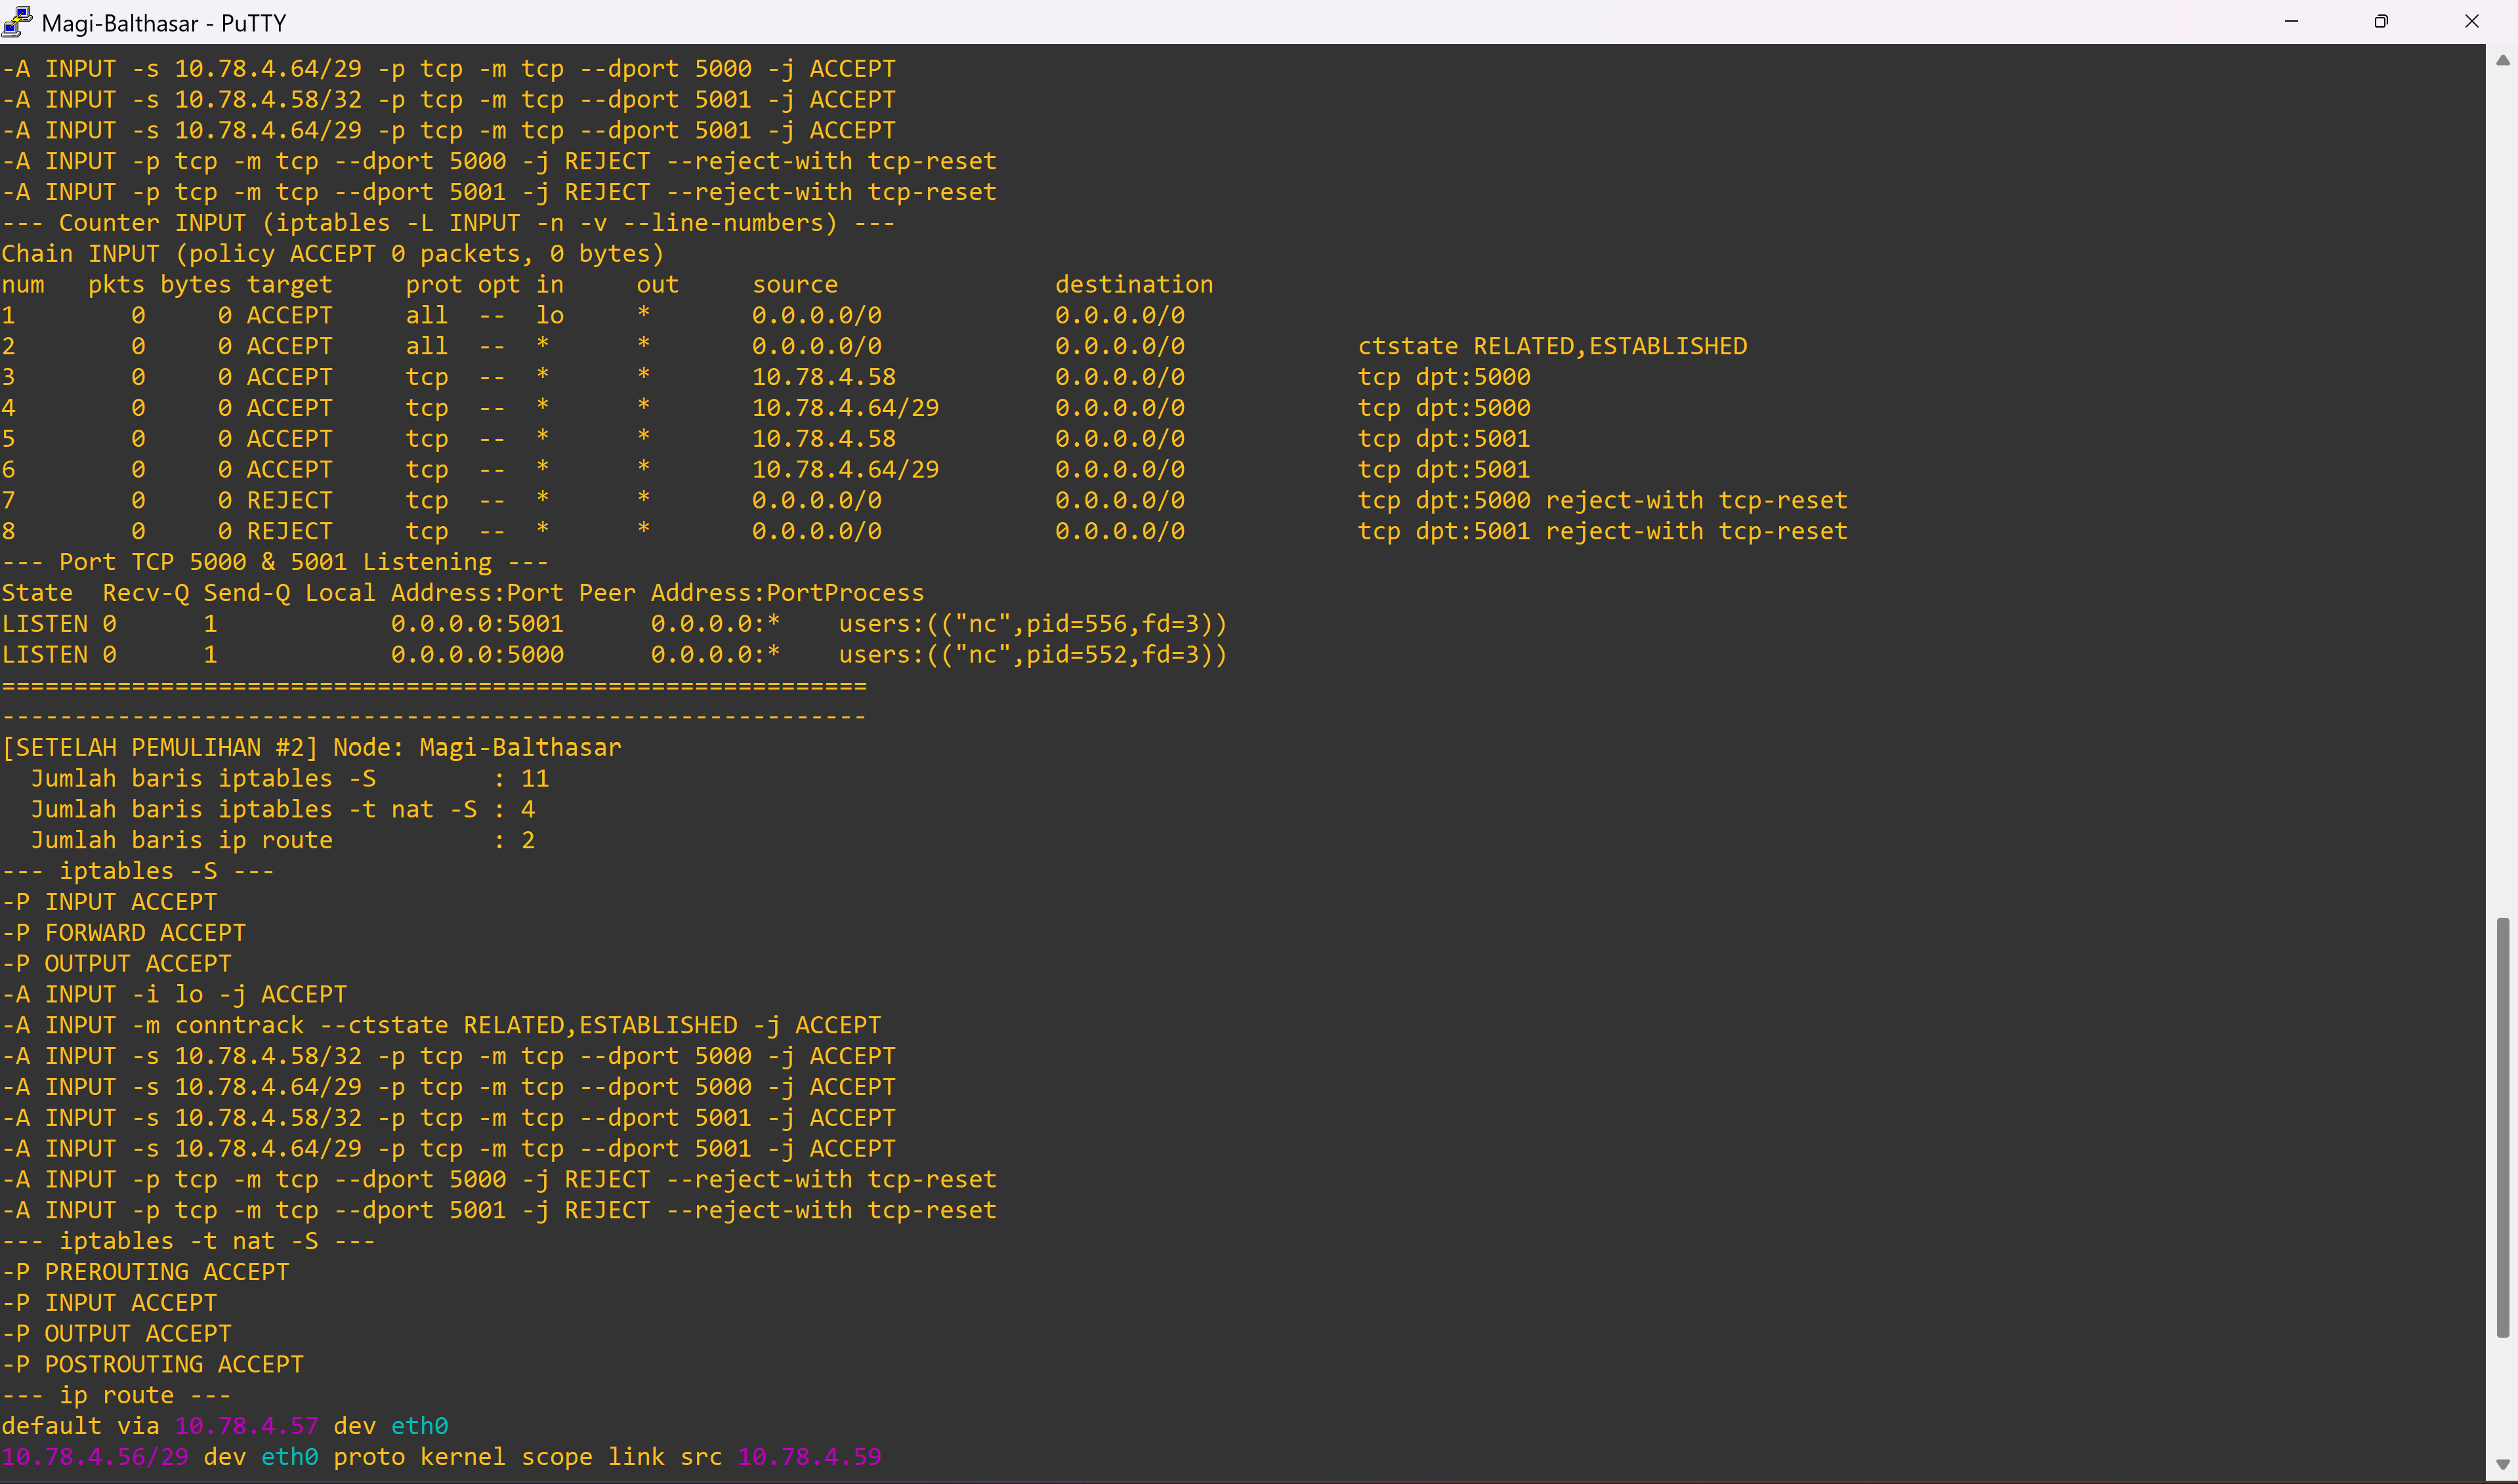 Magi-Balthasar - PuTTY
-A INPUT -s 10.78.4.64/29 -p tcp -m tcp --dport 5000 -j ACCEPT
-A INPUT -s 10.78.4.58/32 -p tcp -m tcp --dport 5001 -j ACCEPT
-A INPUT -s 10.78.4.64/29 -p tcp -m tcp --dport 5001 -j ACCEPT
-A INPUT -p tcp -m tcp --dport 5000 -j REJECT --reject-with tcp-reset
-A INPUT -p tcp -m tcp --dport 5001 -j REJECT --reject-with tcp-reset
--- Counter INPUT (iptables -L INPUT -n -v --line-numbers) ---
Chain INPUT (policy ACCEPT 0 packets, 0 bytes)
num   pkts bytes target     prot opt in     out     source               destination
1        0     0 ACCEPT     all  --  lo     *       0.0.0.0/0            0.0.0.0/0
2        0     0 ACCEPT     all  --  *      *       0.0.0.0/0            0.0.0.0/0            ctstate RELATED,ESTABLISHED
3        0     0 ACCEPT     tcp  --  *      *       10.78.4.58           0.0.0.0/0            tcp dpt:5000
4        0     0 ACCEPT     tcp  --  *      *       10.78.4.64/29        0.0.0.0/0            tcp dpt:5000
5        0     0 ACCEPT     tcp  --  *      *       10.78.4.58           0.0.0.0/0            tcp dpt:5001
6        0     0 ACCEPT     tcp  --  *      *       10.78.4.64/29        0.0.0.0/0            tcp dpt:5001
7        0     0 REJECT     tcp  --  *      *       0.0.0.0/0            0.0.0.0/0            tcp dpt:5000 reject-with tcp-reset
8        0     0 REJECT     tcp  --  *      *       0.0.0.0/0            0.0.0.0/0            tcp dpt:5001 reject-with tcp-reset
--- Port TCP 5000 & 5001 Listening ---
State  Recv-Q Send-Q Local Address:Port Peer Address:PortProcess
LISTEN 0      1            0.0.0.0:5001      0.0.0.0:*    users:(("nc",pid=556,fd=3))
LISTEN 0      1            0.0.0.0:5000      0.0.0.0:*    users:(("nc",pid=552,fd=3))
============================================================
------------------------------------------------------------
[SETELAH PEMULIHAN #2] Node: Magi-Balthasar
  Jumlah baris iptables -S        : 11
  Jumlah baris iptables -t nat -S : 4
  Jumlah baris ip route           : 2
--- iptables -S ---
-P INPUT ACCEPT
-P FORWARD ACCEPT
-P OUTPUT ACCEPT
-A INPUT -i lo -j ACCEPT
-A INPUT -m conntrack --ctstate RELATED,ESTABLISHED -j ACCEPT
-A INPUT -s 10.78.4.58/32 -p tcp -m tcp --dport 5000 -j ACCEPT
-A INPUT -s 10.78.4.64/29 -p tcp -m tcp --dport 5000 -j ACCEPT
-A INPUT -s 10.78.4.58/32 -p tcp -m tcp --dport 5001 -j ACCEPT
-A INPUT -s 10.78.4.64/29 -p tcp -m tcp --dport 5001 -j ACCEPT
-A INPUT -p tcp -m tcp --dport 5000 -j REJECT --reject-with tcp-reset
-A INPUT -p tcp -m tcp --dport 5001 -j REJECT --reject-with tcp-reset
--- iptables -t nat -S ---
-P PREROUTING ACCEPT
-P INPUT ACCEPT
-P OUTPUT ACCEPT
-P POSTROUTING ACCEPT
--- ip route ---
default via 10.78.4.57 dev eth0
10.78.4.56/29 dev eth0 proto kernel scope link src 10.78.4.59